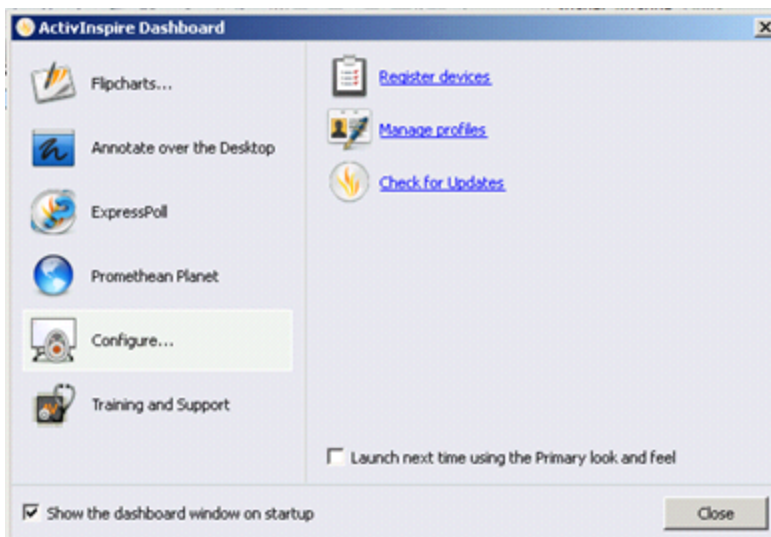 ActivInspire Dashboard
Flipcharts...
Annotate over the Desktop
ExpressPoll
Promethean Planet
Configure...
Training and Support
Register devices
Manage profiles
Check for Updates
Launch next time using the Primary look and feel
Show the dashboard window on startup
Close